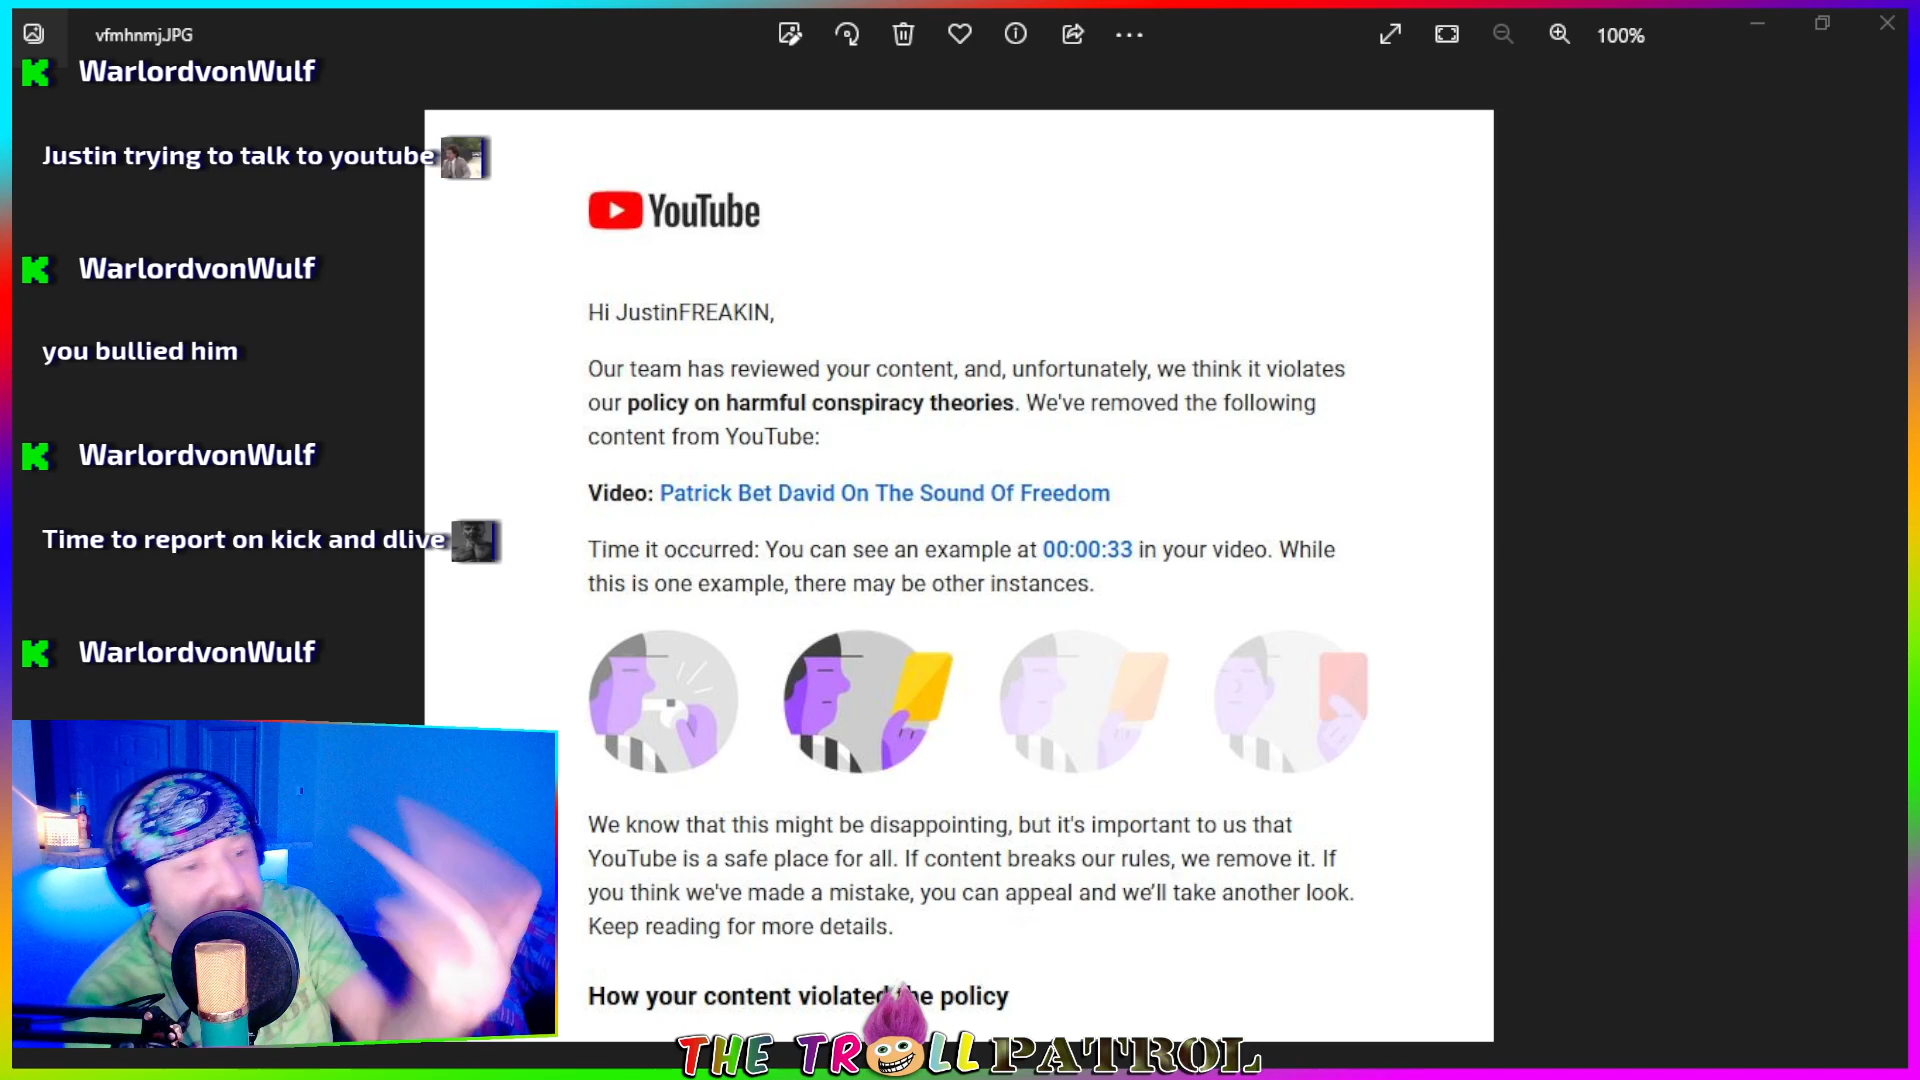 vfmhnmj.JPG
100%
WarlordvonWulf
Justin trying to talk to youtube
WarlordvonWulf
you bullied him
WarlordvonWulf
Time to report on kick and dlive
WarlordvonWulf
YouTube
Hi JustinFREAKIN,
Our team has reviewed your content, and, unfortunately, we think it violates
our policy on harmful conspiracy theories. We've removed the following
content from YouTube:
Video: Patrick Bet David On The Sound Of Freedom
Time it occurred: You can see an example at 00:00:33 in your video. While
this is one example, there may be other instances.
We know that this might be disappointing, but it's important to us that
YouTube is a safe place for all. If content breaks our rules, we remove it. If
you think we've made a mistake, you can appeal and we'll take another look.
Keep reading for more details.
How your content violated the policy
THE TROLL PATROL